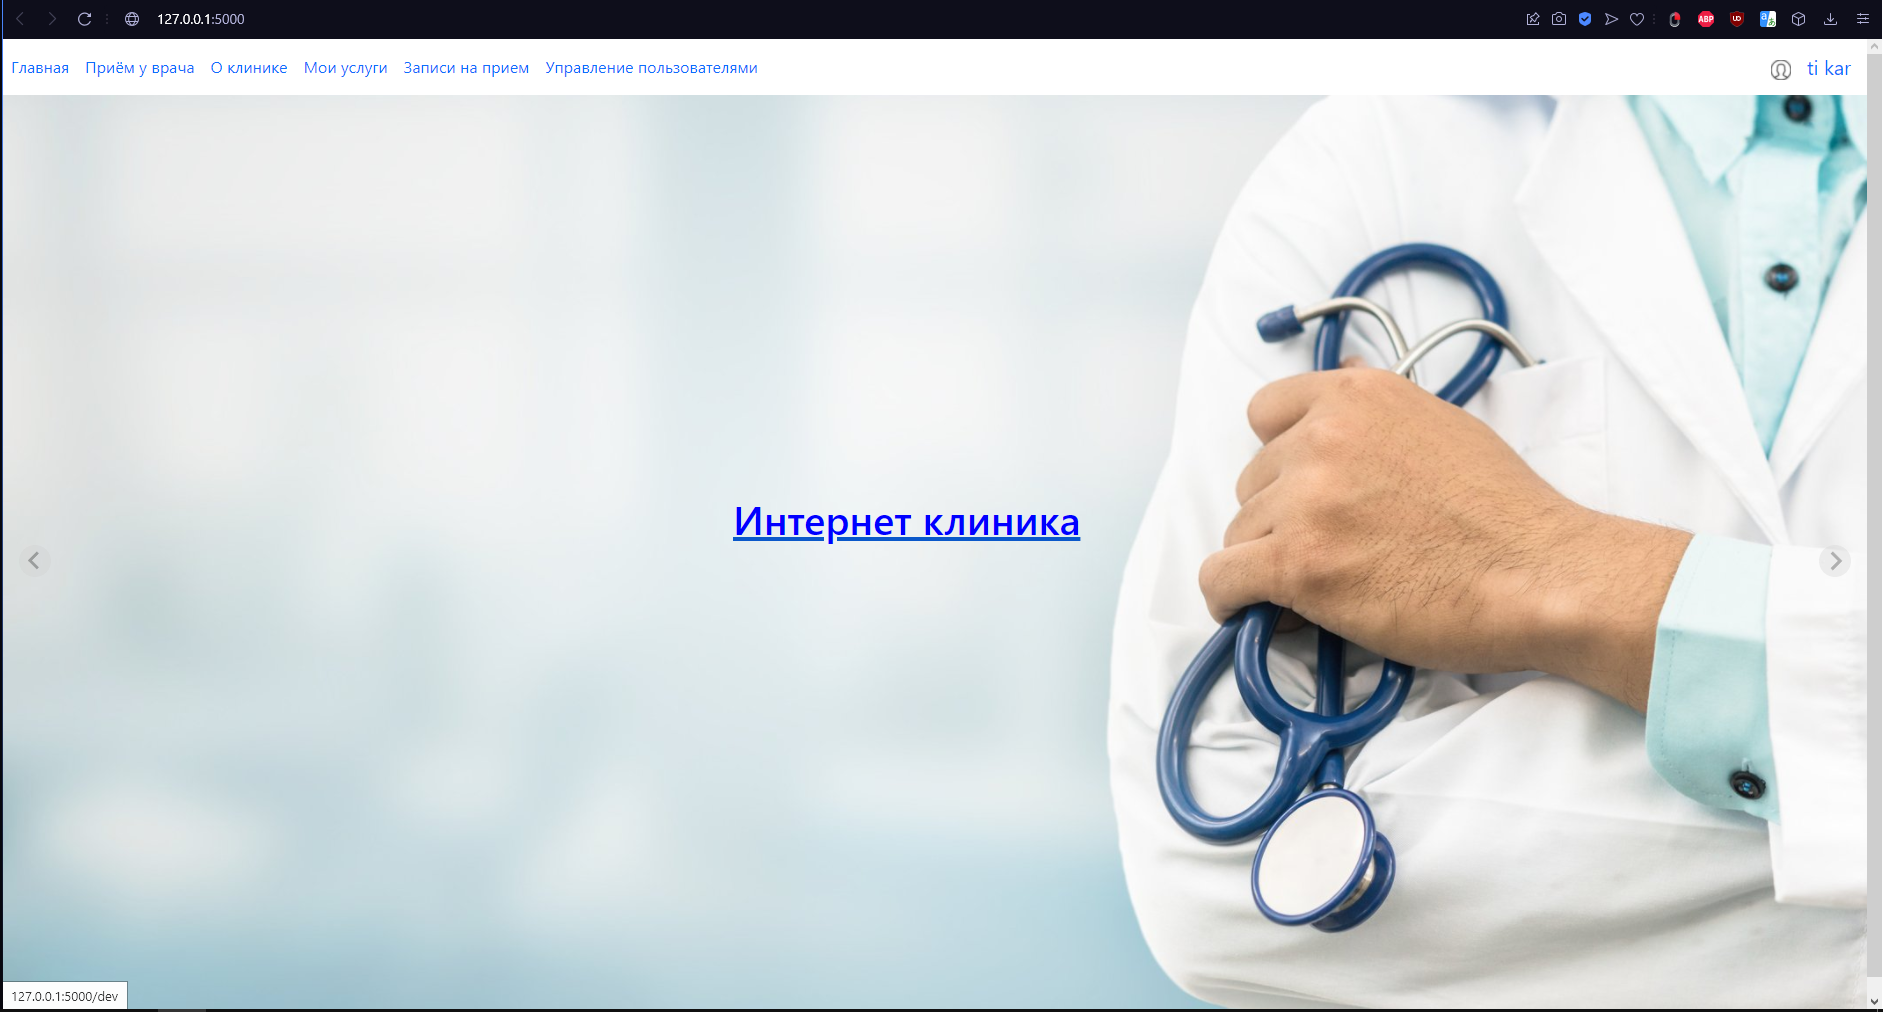 127.0.0.1:5000
ABP
Главная Приём у врача О клинике Мои услуги Записи на прием Управление пользователями ti kar
Интернет клиника
127.0.0.1:5000/dev